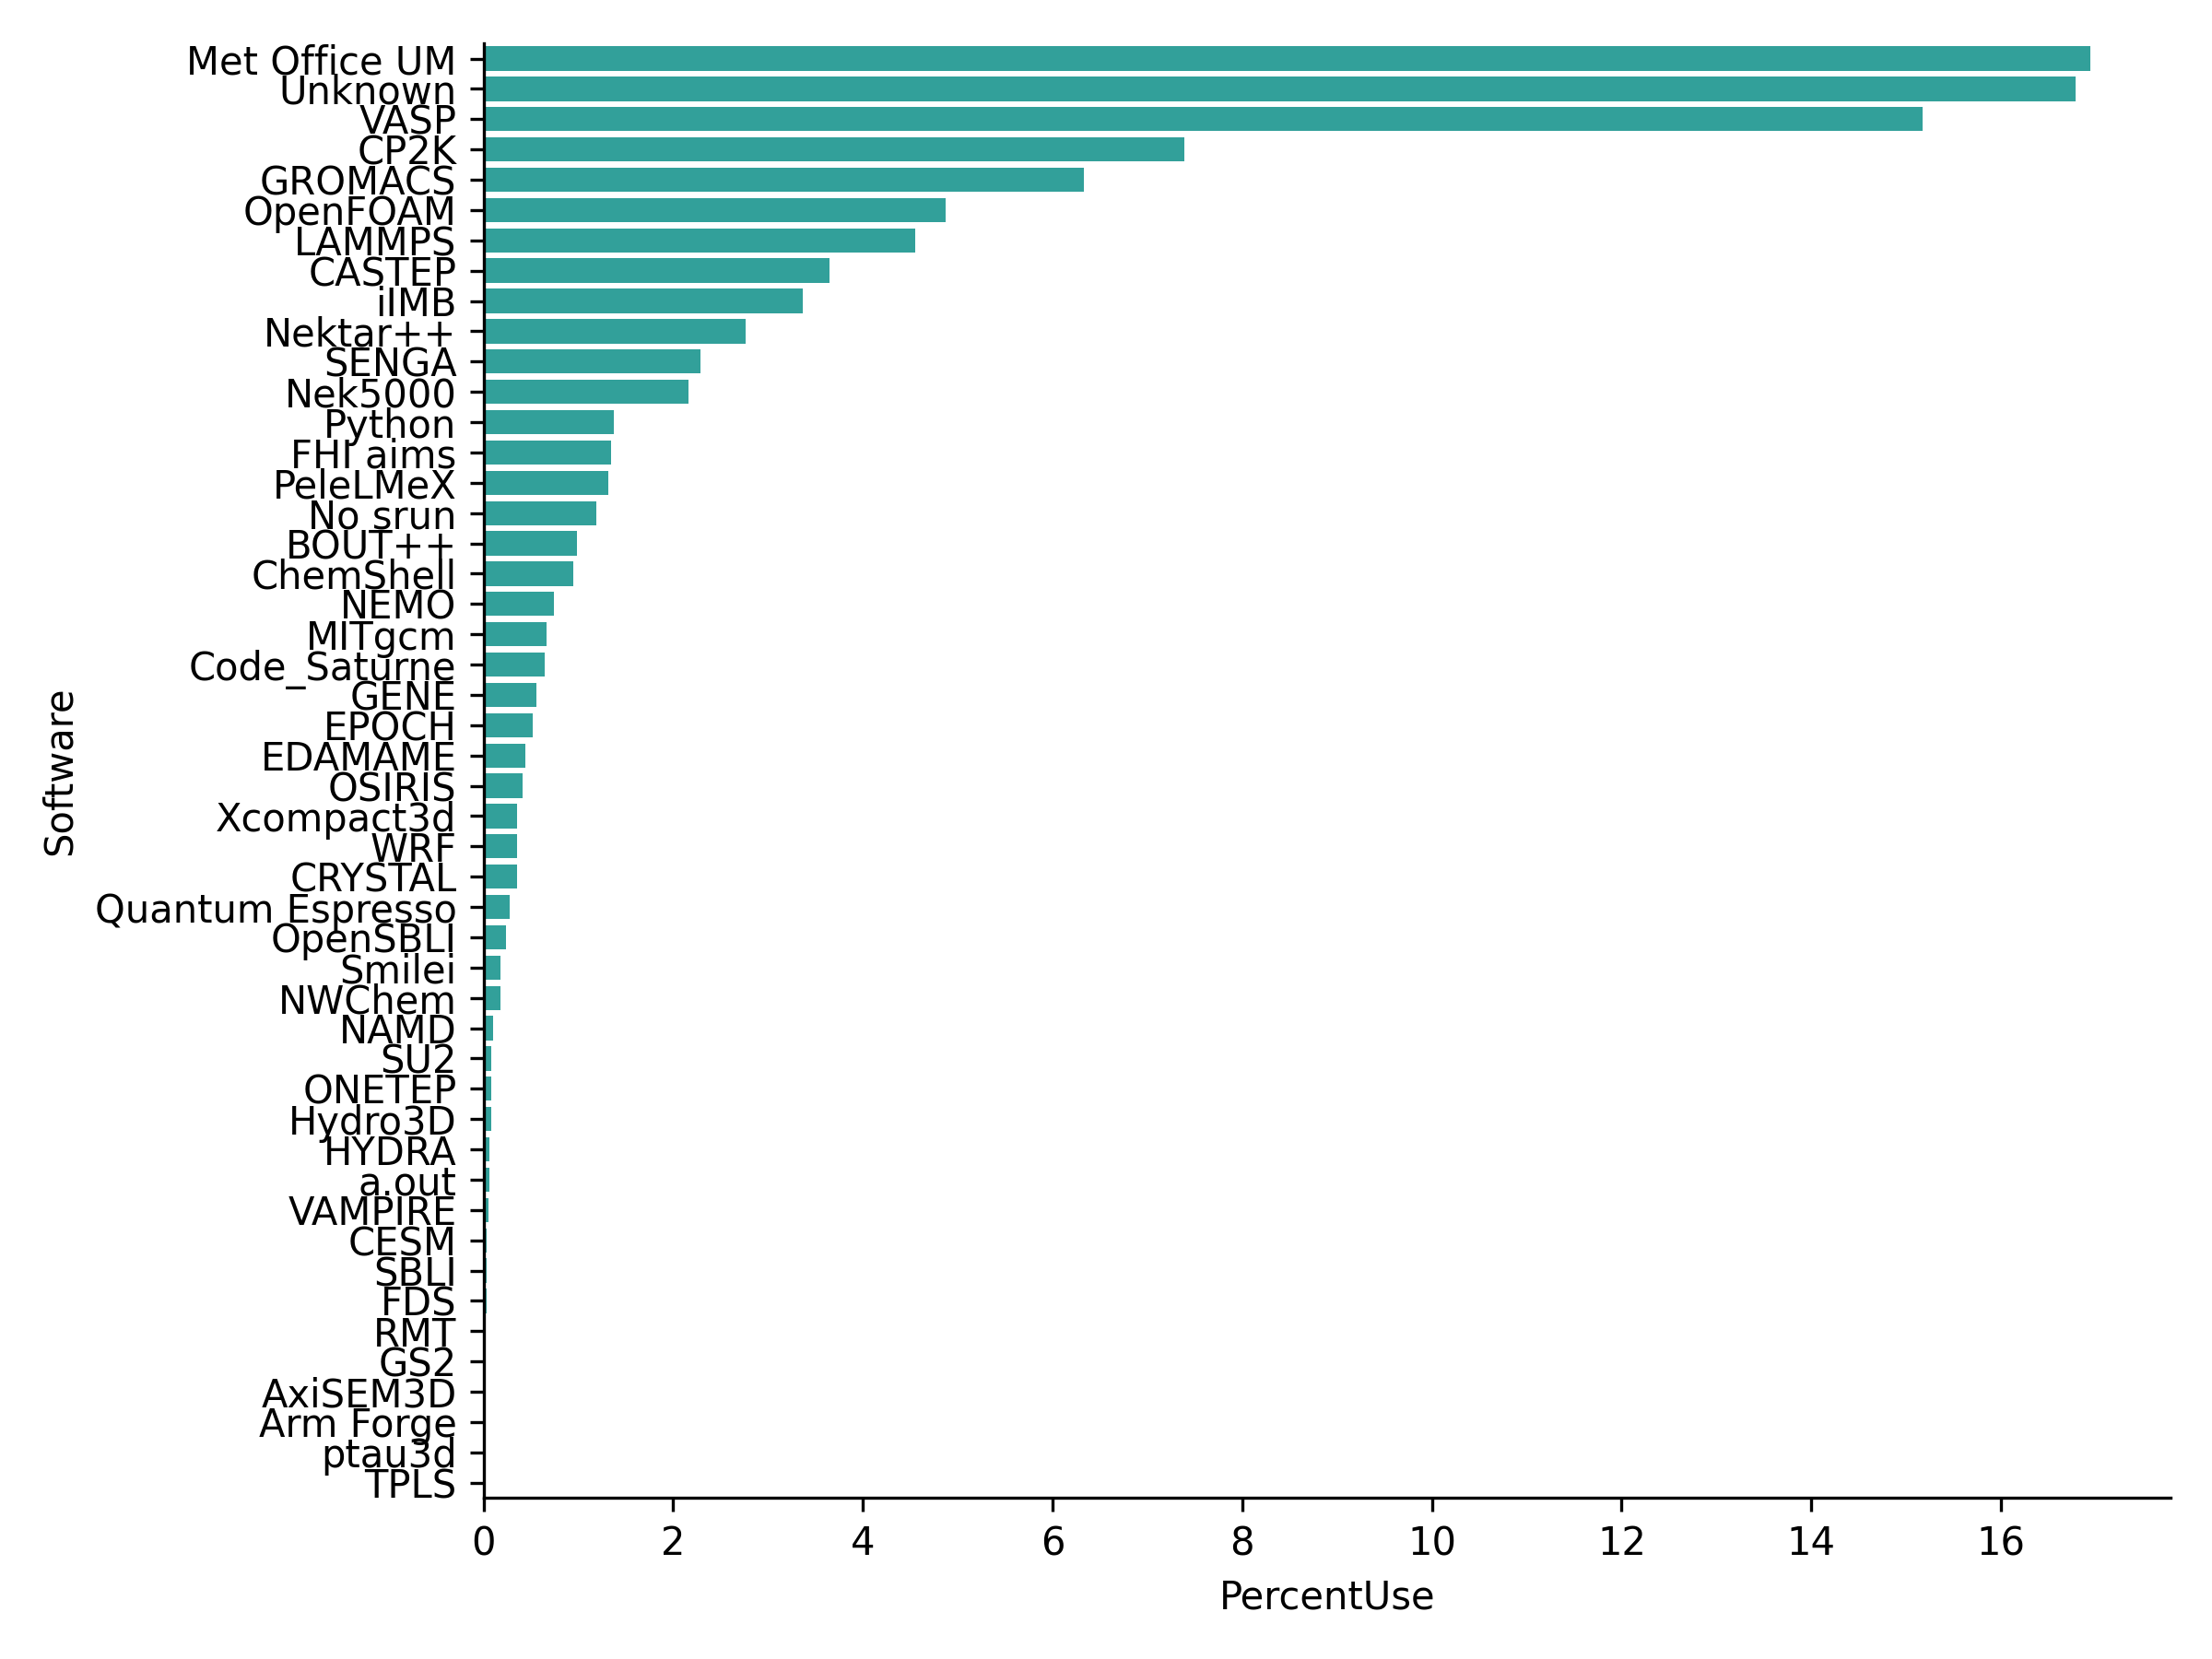 Met Office UM
Unknown
VASP
CP2K
GROMACS
OpenFOAM
LAMMPS
CASTEP
iIMB
Nektar++
SENGA
Nek5000
Python
FHI aims
PeleLMeX
No srun
BOUT++
ChemShell
NEMO
MITgcm
Code_Saturne
GENE
EPOCH
EDAMAME
OSIRIS
Xcompact3d
WRF
CRYSTAL
Quantum Espresso
OpenSBLI
Smilei
NWChem
NAMD
SU2
ONETEP
Hydro3D
HYDRA
a.out
VAMPIRE
CESM
SBLI
FDS
RMT
GS2
AxiSEM3D
Arm Forge
ptau3d
TPLS
Software
0 2 4 6 8 10 12 14 16
PercentUse